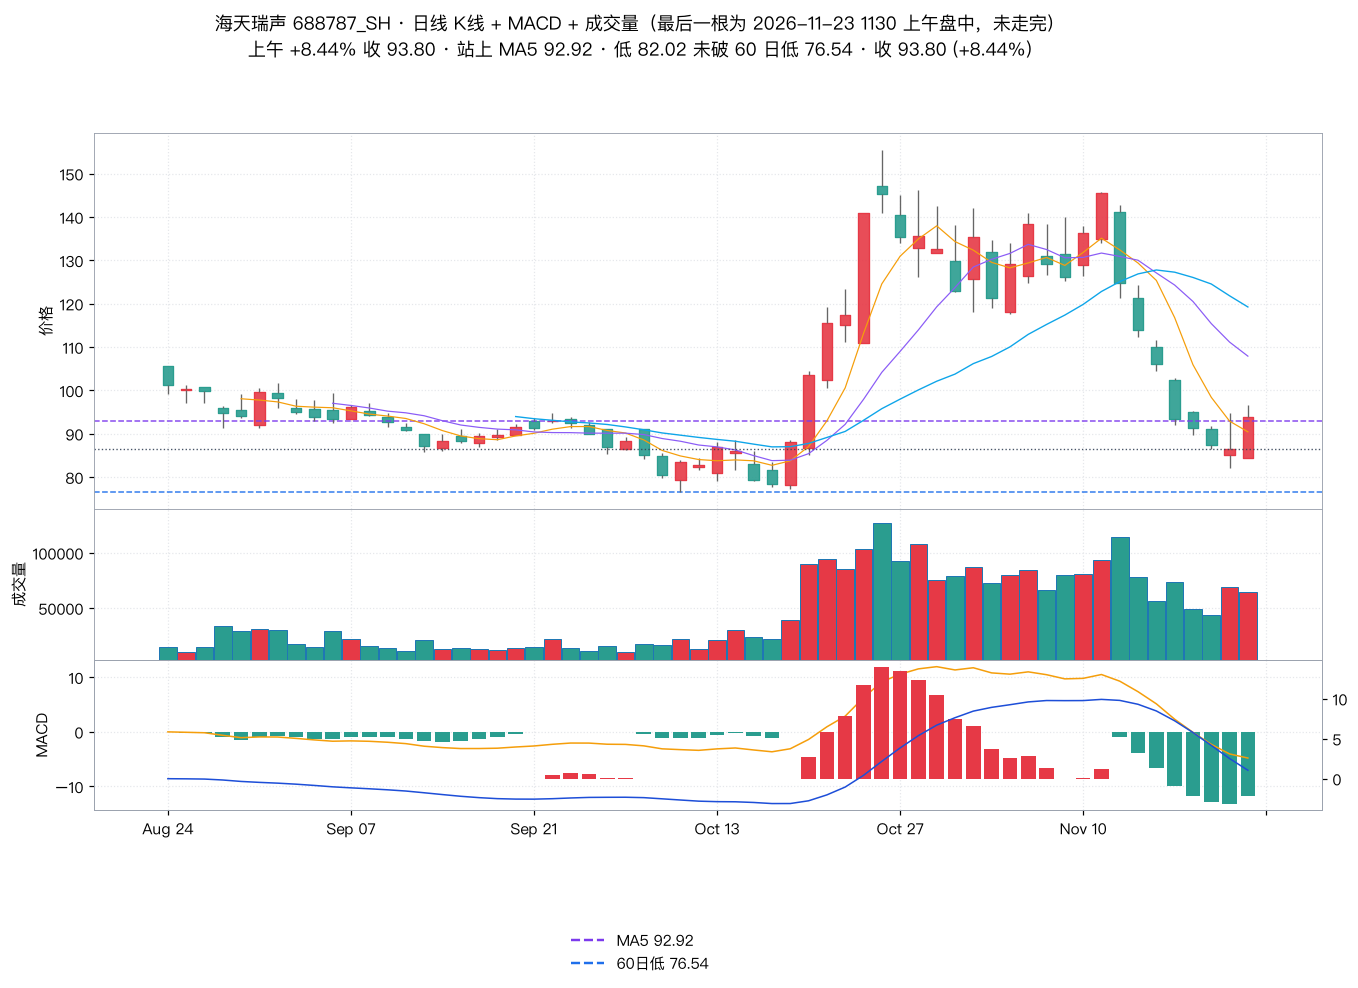 海天瑞声 688787_SH · 日线 K线 + MACD + 成交量（最后一根为 2026-11-23 1130 上午盘中，未走完）
上午 +8.44% 收 93.80 · 站上 MA5 92.92 · 低 82.02 未破 60 日低 76.54 · 收 93.80 (+8.44%)
价格
150
140
130
120
110
100
90
80
成交量
100000
50000
MACD
10
0
−10
10
5
0
Aug 24
Sep 07
Sep 21
Oct 13
Oct 27
Nov 10
MA5 92.92
60日低 76.54